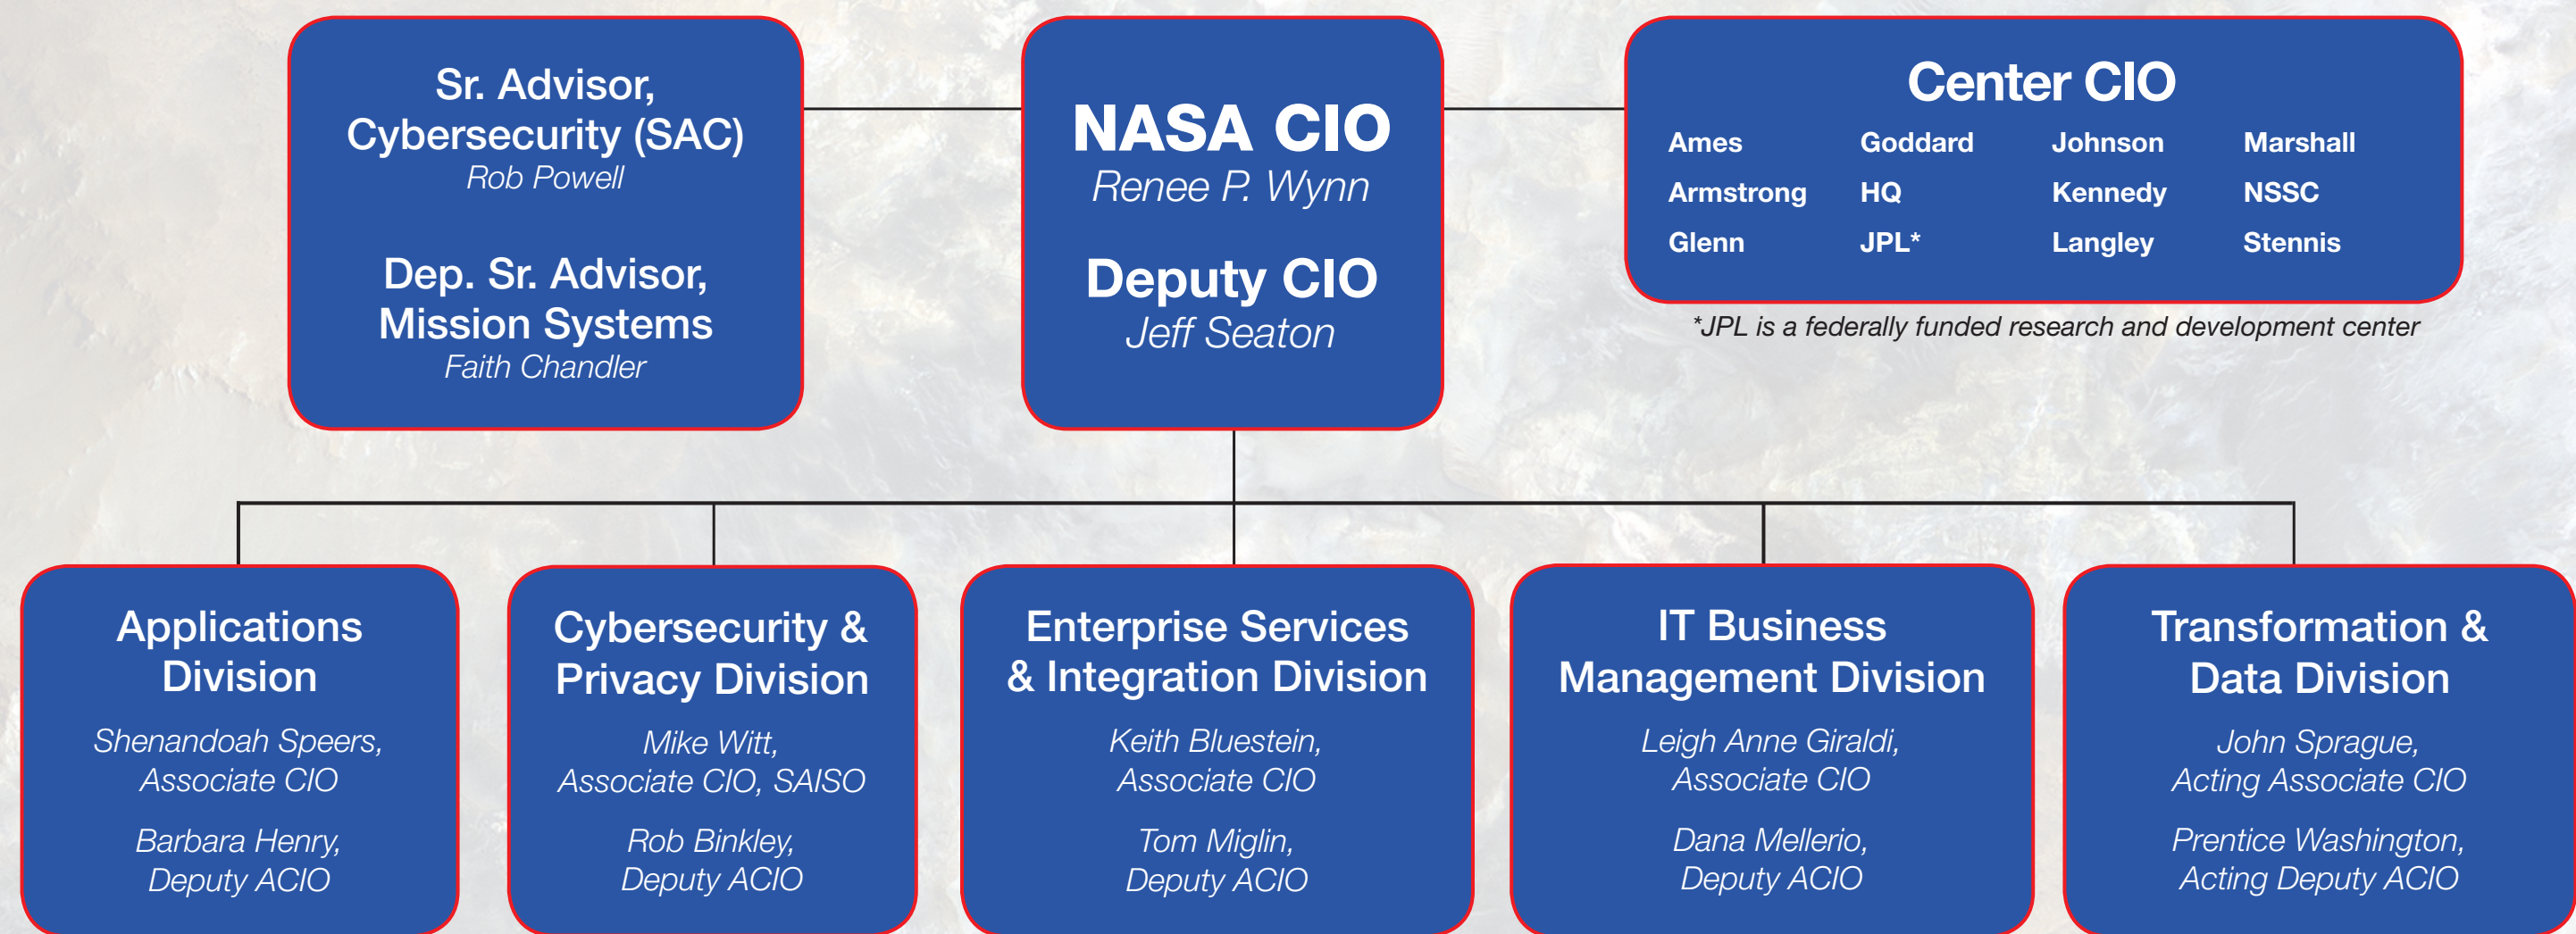 Sr. Advisor,
Cybersecurity (SAC)
Rob Powell
Dep. Sr. Advisor,
Mission Systems
Faith Chandler
NASA CIO
Renee P. Wynn
Deputy CIO
Jeff Seaton
Center CIO
Ames Goddard Johnson Marshall
Armstrong HQ Kennedy NSSC
Glenn JPL* Langley Stennis
*JPL is a federally funded research and development center
Applications
Division
Shenandoah Speers,
Associate CIO
Barbara Henry,
Deputy ACIO
Cybersecurity &
Privacy Division
Mike Witt,
Associate CIO, SAISO
Rob Binkley,
Deputy ACIO
Enterprise Services
& Integration Division
Keith Bluestein,
Associate CIO
Tom Miglin,
Deputy ACIO
IT Business
Management Division
Leigh Anne Giraldi,
Associate CIO
Dana Mellerio,
Deputy ACIO
Transformation &
Data Division
John Sprague,
Acting Associate CIO
Prentice Washington,
Acting Deputy ACIO